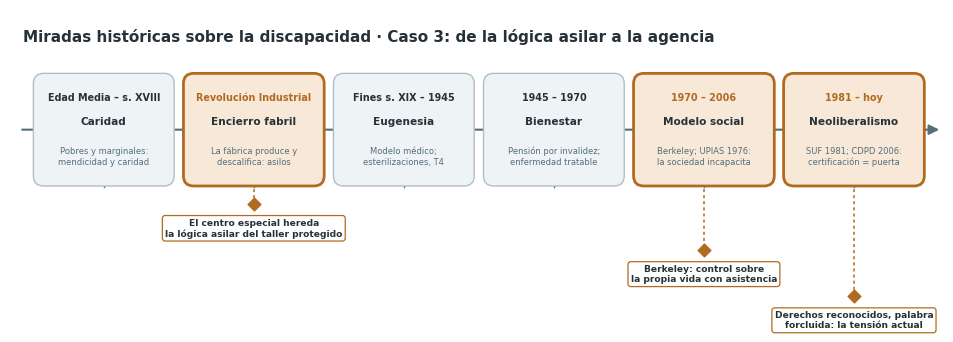 Miradas históricas sobre la discapacidad · Caso 3: de la lógica asilar a la agencia
Edad Media – s. XVIII
Caridad
Pobres y marginales:
mendicidad y caridad
Revolución Industrial
Encierro fabril
La fábrica produce y
descalifica: asilos
Fines s. XIX – 1945
Eugenesia
Modelo médico;
esterilizaciones, T4
1945 – 1970
Bienestar
Pensión por invalidez;
enfermedad tratable
1970 – 2006
Modelo social
Berkeley; UPIAS 1976:
la sociedad incapacita
1981 – hoy
Neoliberalismo
SUF 1981; CDPD 2006:
certificación = puerta
El centro especial hereda
la lógica asilar del taller protegido
Berkeley: control sobre
la propia vida con asistencia
Derechos reconocidos, palabra
forcluida: la tensión actual